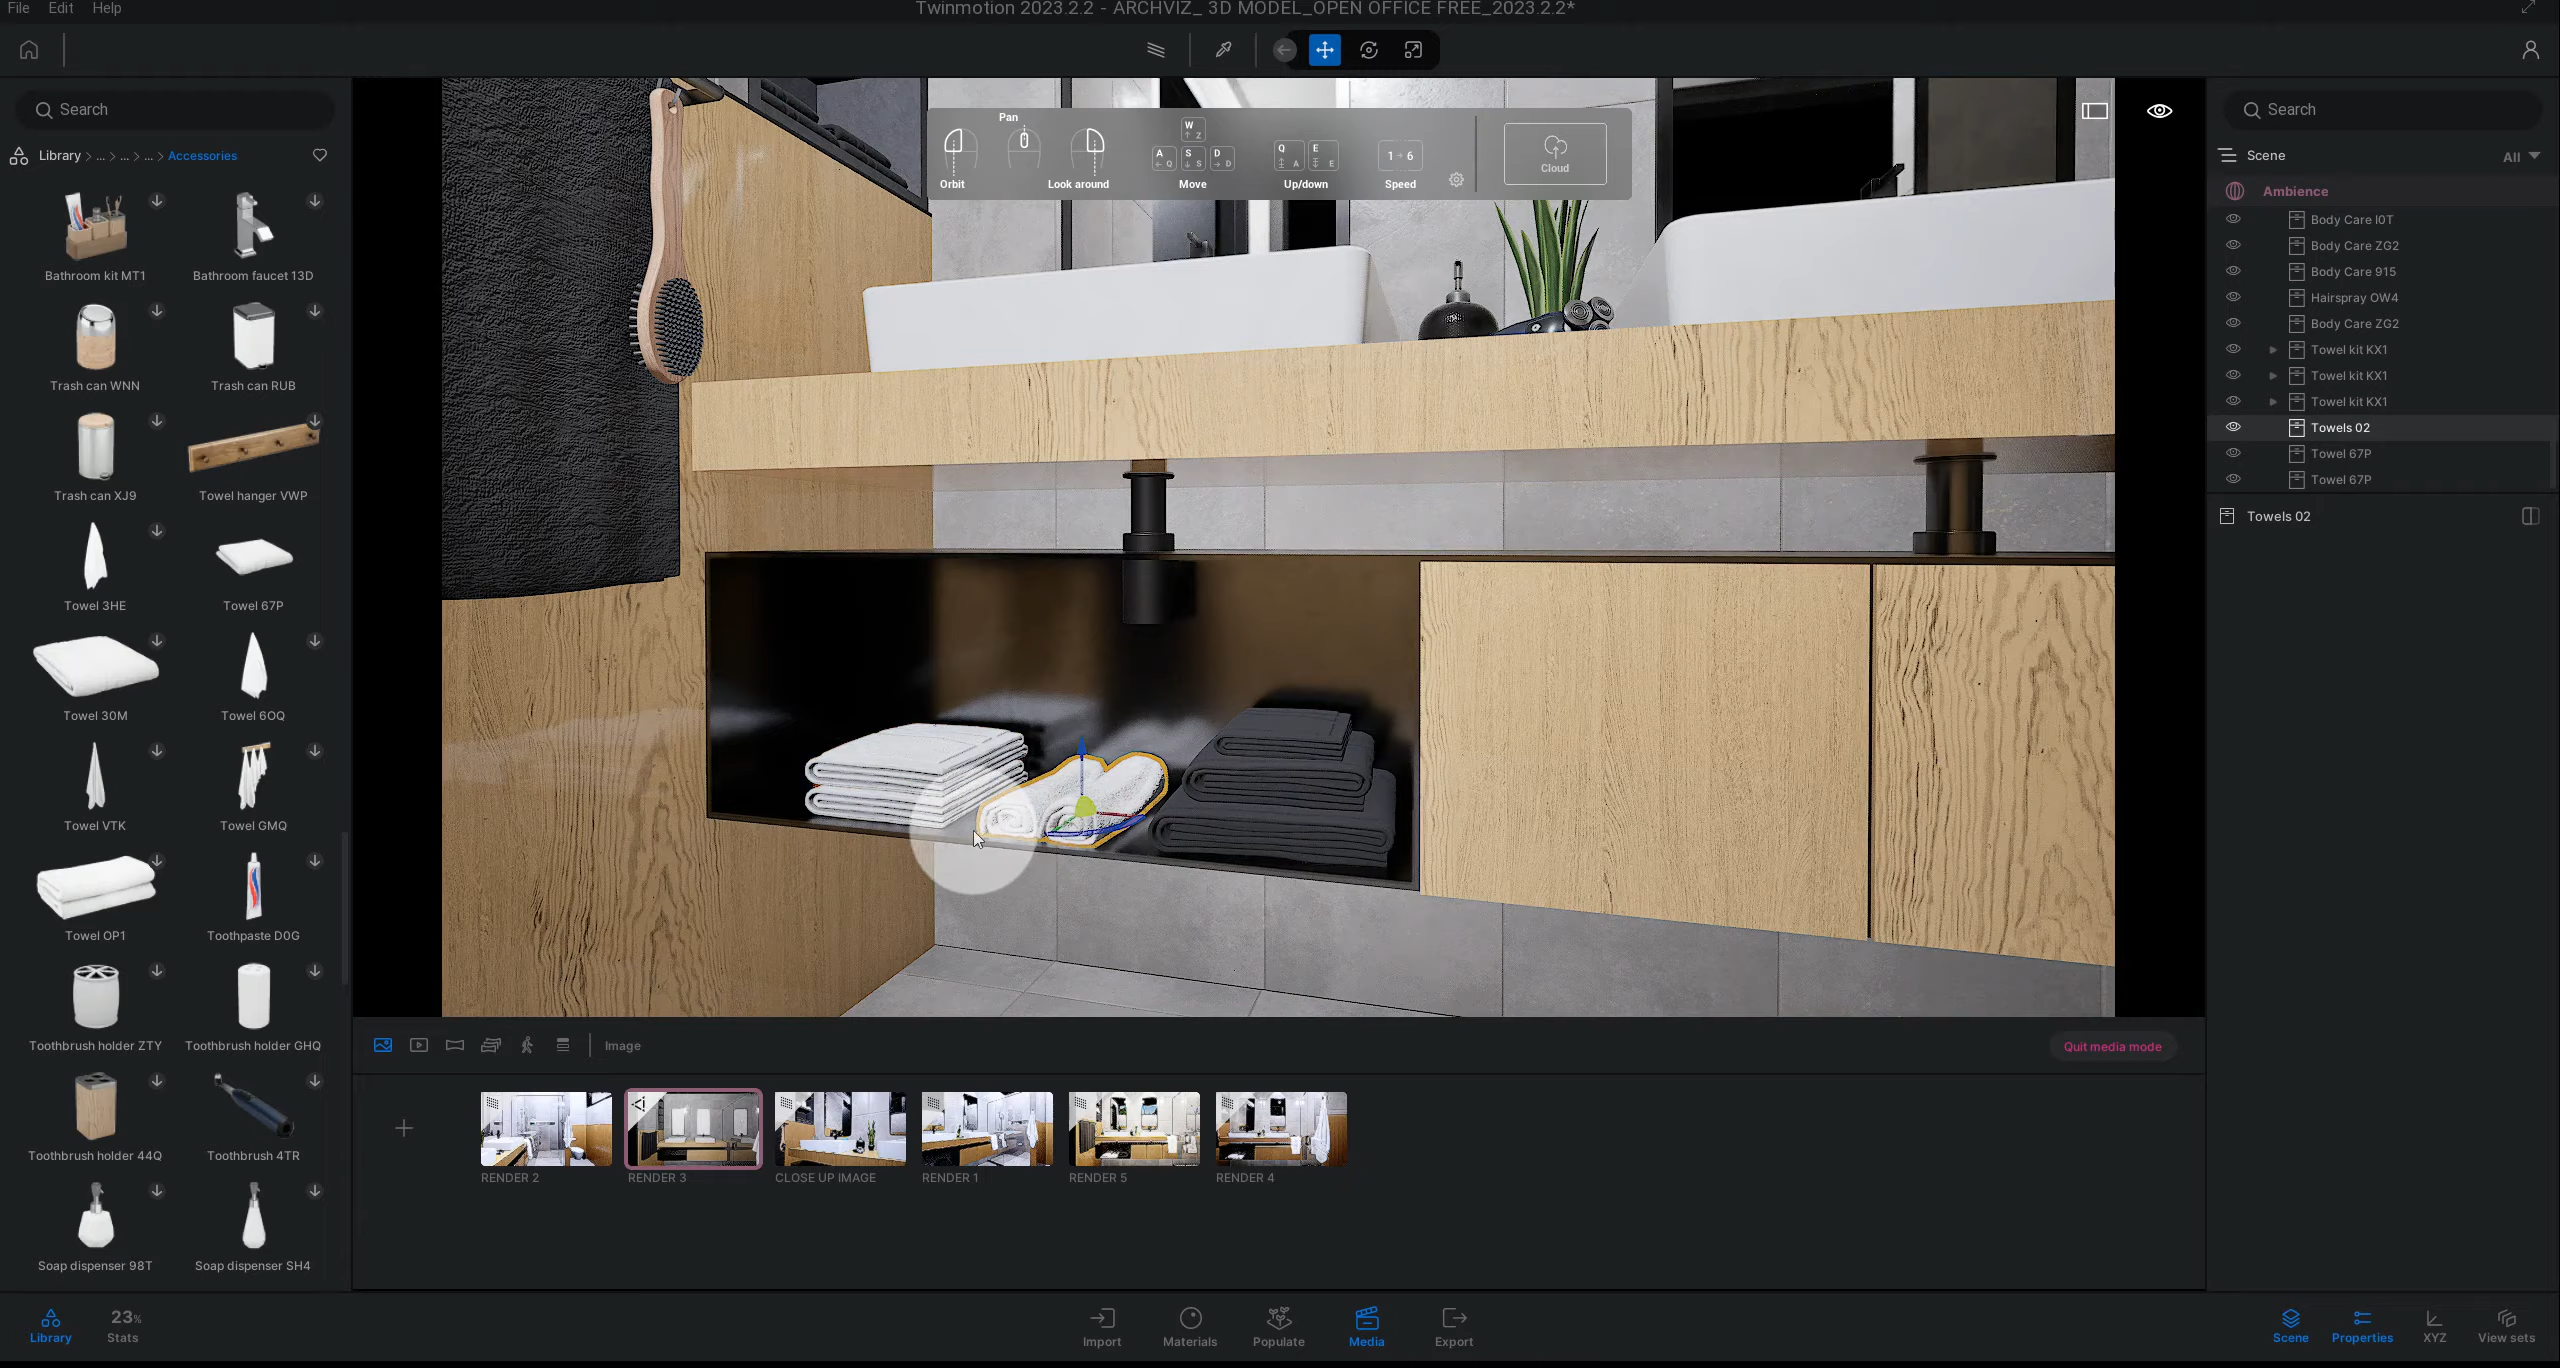 File Edit Help
Twinmotion 2023.2.2 - ARCHVIZ_ 3D MODEL_OPEN OFFICE FREE_2023.2.2*
Search
Library > ... > ... > ... > Accessories
Bathroom kit MT1
Bathroom faucet 13D
Trash can WNN
Trash can RUB
Trash can XJ9
Towel hanger VWP
Towel 3HE
Towel 67P
Towel 30M
Towel 6OQ
Towel VTK
Towel GMQ
Towel OP1
Toothpaste D0G
Toothbrush holder ZTY
Toothbrush holder GHQ
Toothbrush holder 44Q
Toothbrush 4TR
Soap dispenser 98T
Soap dispenser SH4
Pan
Orbit
Look around
W
↑ Z
A
← Q
S
↓ S
D
→ D
Move
Q
A
E
E
Up/down
1 → 6
Speed
Cloud
Search
Scene
All
Ambience
Body Care I0T
Body Care ZG2
Body Care 915
Hairspray OW4
Body Care ZG2
Towel kit KX1
Towel kit KX1
Towel kit KX1
Towels 02
Towel 67P
Towel 67P
Towels 02
Image
Quit media mode
RENDER 2
RENDER 3
CLOSE UP IMAGE
RENDER 1
RENDER 5
RENDER 4
Library
23%
Stats
Import
Materials
Populate
Media
Export
Scene
Properties
XYZ
View sets